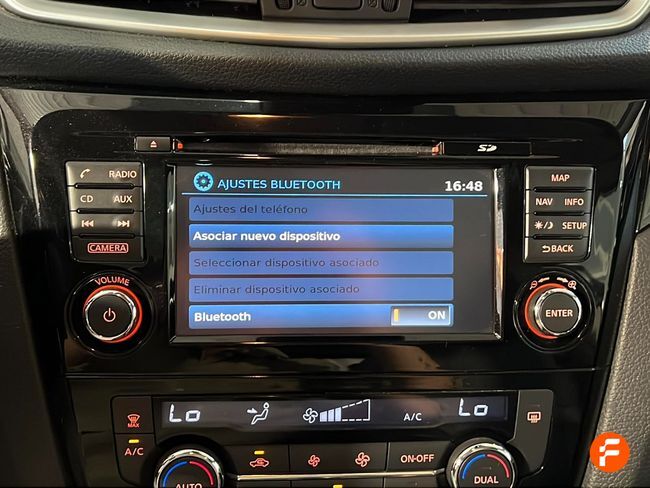 SD
RADIO
CD AUX
CAMERA
VOLUME
AJUSTES BLUETOOTH 16:48
Ajustes del teléfono
Asociar nuevo dispositivo
Seleccionar dispositivo asociado
Eliminar dispositivo asociado
Bluetooth ON
MAP
NAV INFO
SETUP
BACK
ENTER
MAX
A/C
Lo A/C Lo
AUTO
ON-OFF
DUAL
F